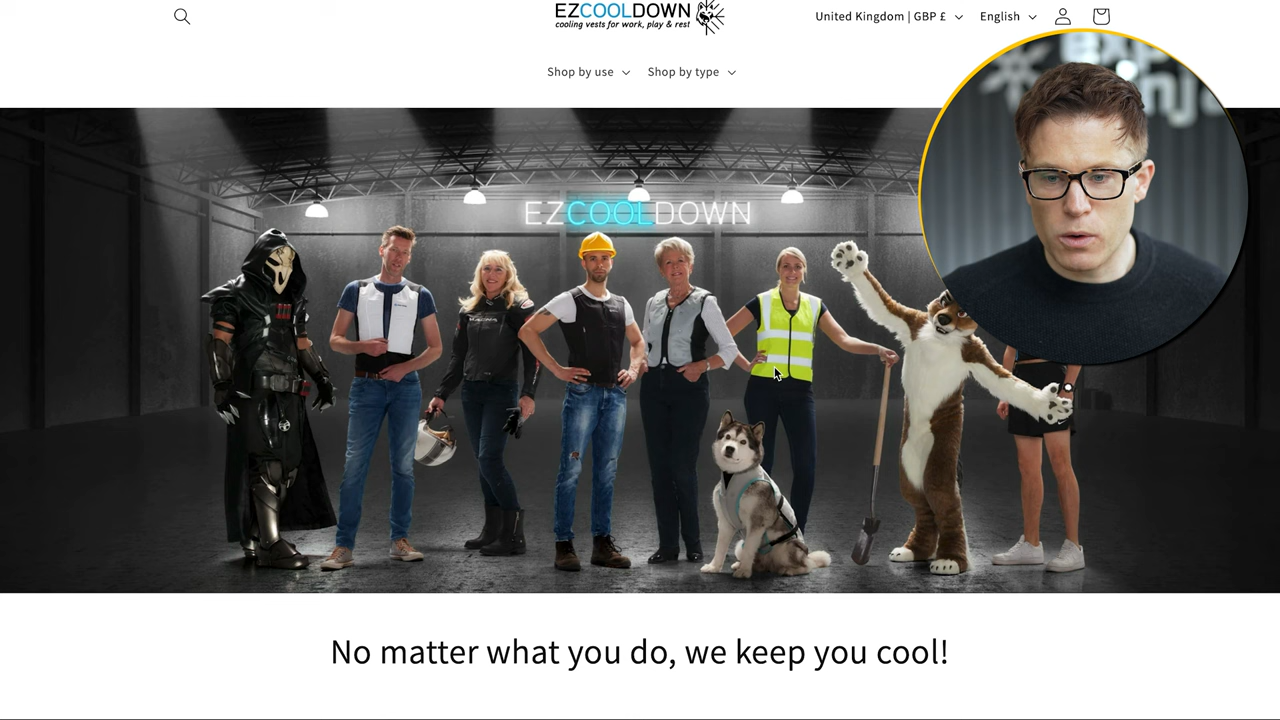 EZCOOLDOWN
cooling vests for work, play & rest
United Kingdom | GBP £
English
Shop by use
Shop by type
EZCOOLDOWN
No matter what you do, we keep you cool!